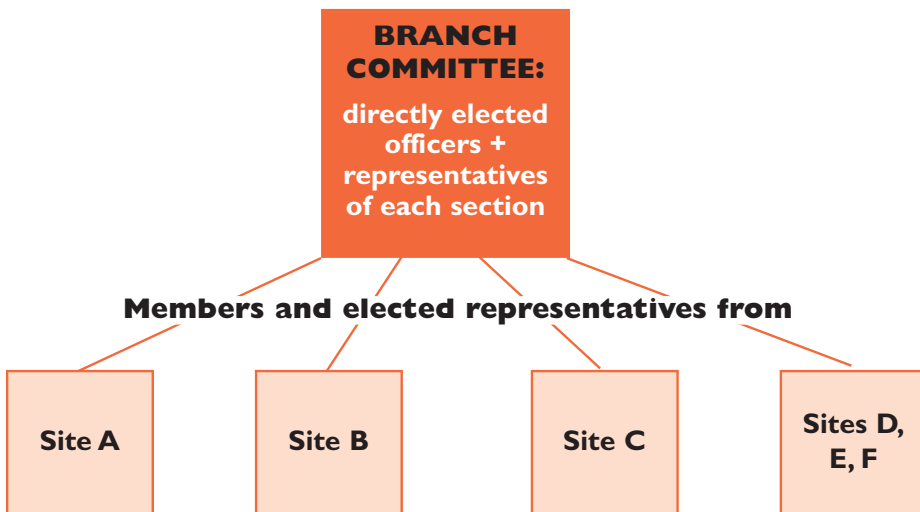 BRANCH
COMMITTEE:
directly elected
officers +
representatives
of each section
Members and elected representatives from
Site A
Site B
Site C
Sites D,
E, F